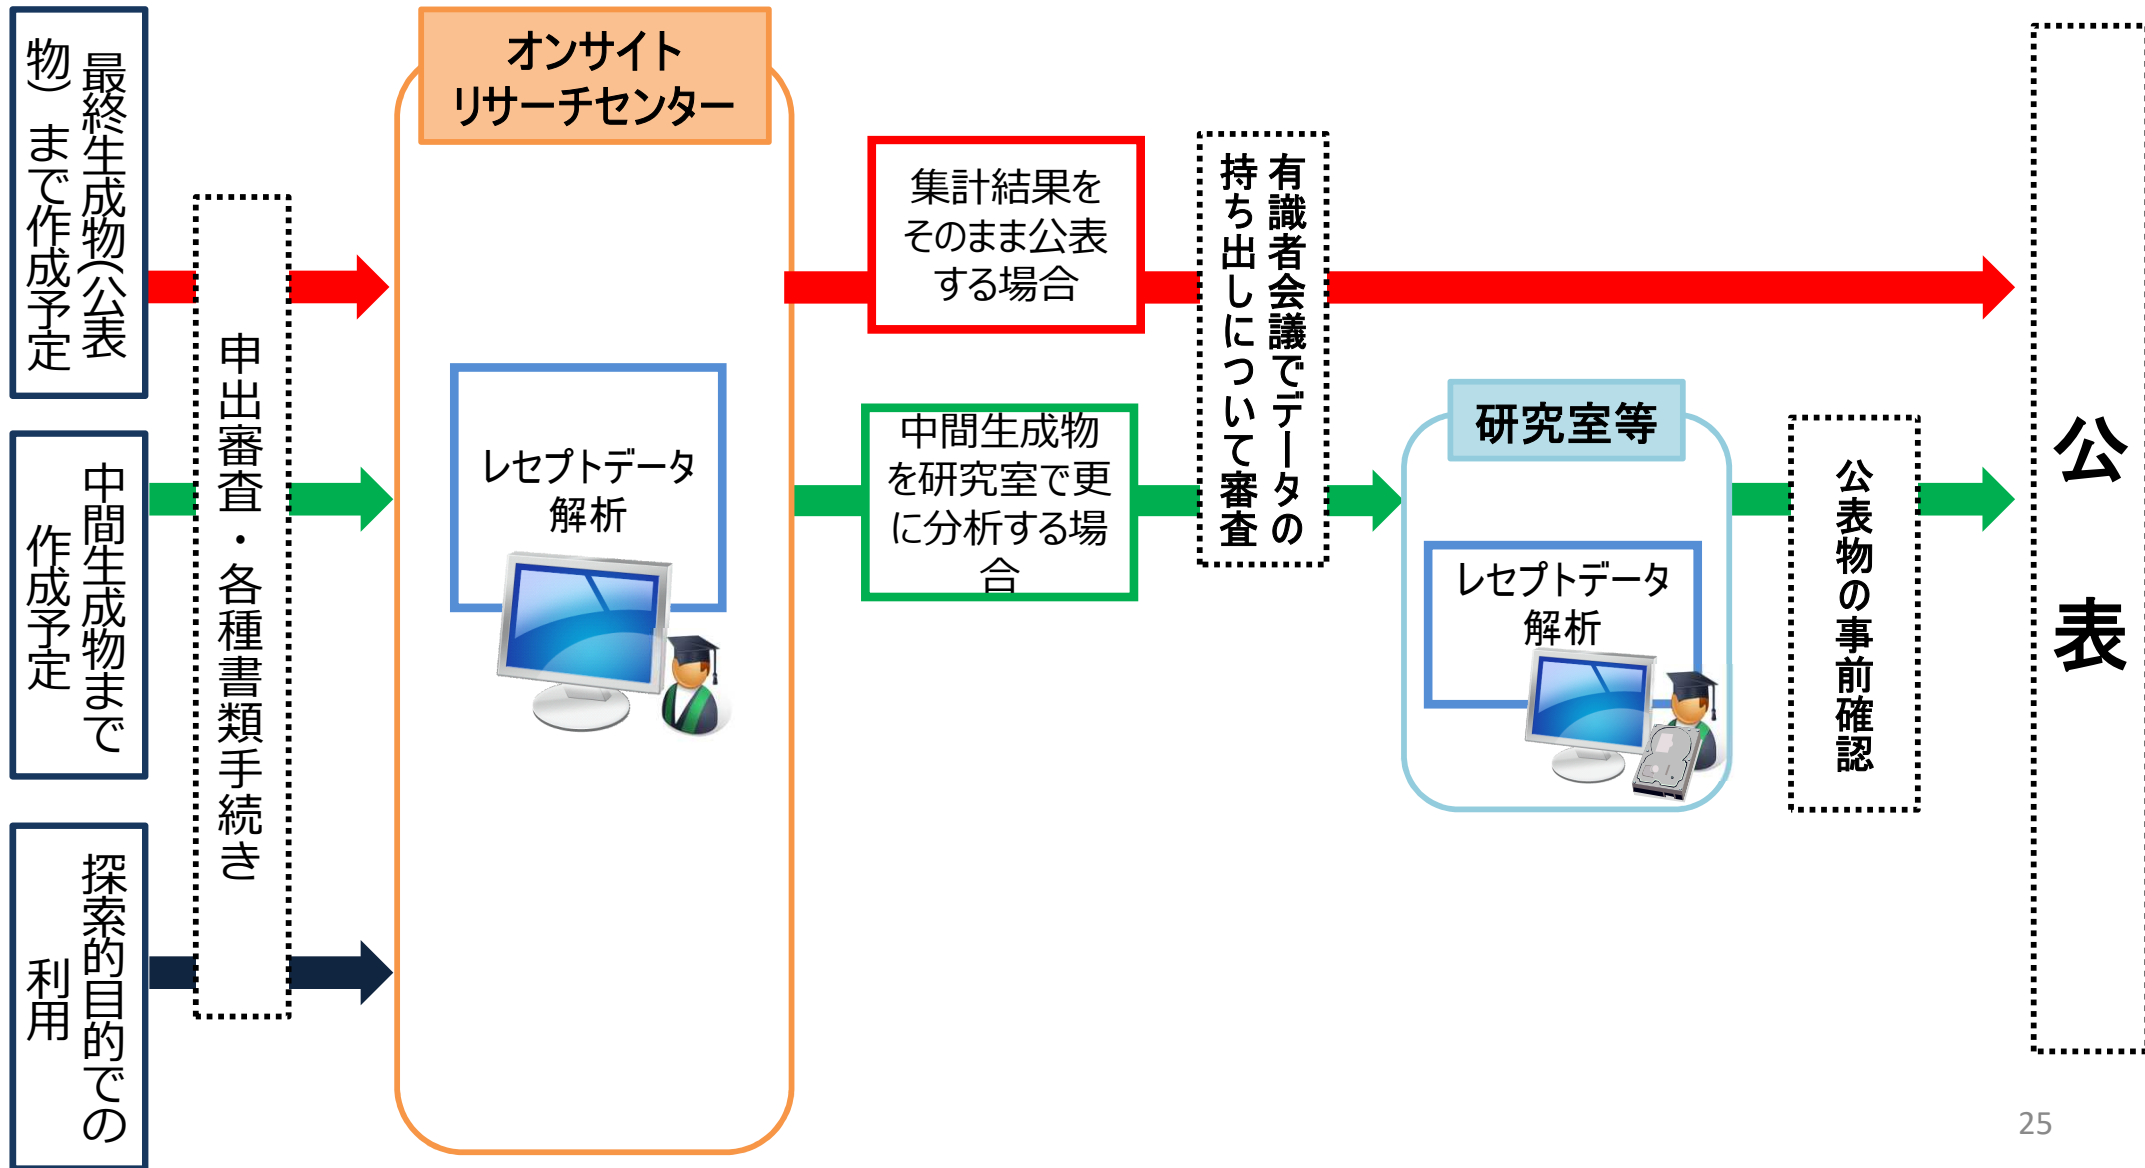 最終生成物(公表
物)まで作成予定
中間生成物まで
作成予定
探索的目的での
利用
申出審査・各種書類手続き
オンサイト
リサーチセンター
レセプトデータ
解析
集計結果を
そのまま公表
する場合
中間生成物
を研究室で更
に分析する場
合
有識者会議でデータの
持ち出しについて審査
研究室等
レセプトデータ
解析
公表物の事前確認
公表
25